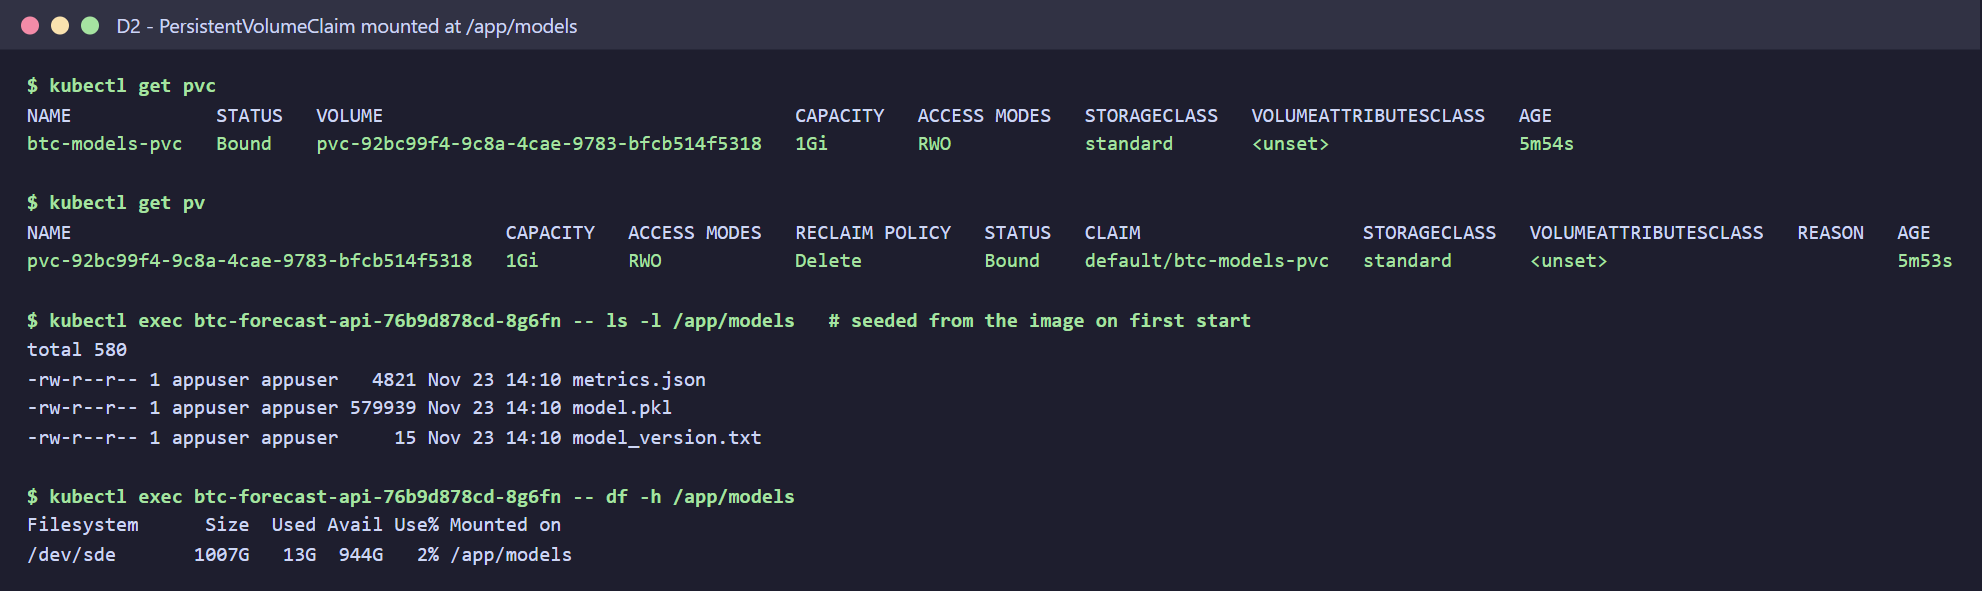 D2 - PersistentVolumeClaim mounted at /app/models
$ kubectl get pvc
NAME                 STATUS   VOLUME                                     CAPACITY   ACCESS MODES   STORAGECLASS   VOLUMEATTRIBUTESCLASS   AGE
btc-models-pvc   Bound    pvc-92bc99f4-9c8a-4cae-9783-bfcb514f5318   1Gi        RWO            standard       <unset>                 5m54s
$ kubectl get pv
NAME                                       CAPACITY   ACCESS MODES   RECLAIM POLICY   STATUS   CLAIM                    STORAGECLASS   VOLUMEATTRIBUTESCLASS   REASON   AGE
pvc-92bc99f4-9c8a-4cae-9783-bfcb514f5318   1Gi        RWO            Delete           Bound    default/btc-models-pvc   standard       <unset>                          5m53s
$ kubectl exec btc-forecast-api-76b9d878cd-8g6fn -- ls -l /app/models   # seeded from the image on first start
total 580
-rw-r--r-- 1 appuser appuser   4821 Nov 23 14:10 metrics.json
-rw-r--r-- 1 appuser appuser 579939 Nov 23 14:10 model.pkl
-rw-r--r-- 1 appuser appuser     15 Nov 23 14:10 model_version.txt
$ kubectl exec btc-forecast-api-76b9d878cd-8g6fn -- df -h /app/models
Filesystem      Size  Used Avail Use% Mounted on
/dev/sde       1007G   13G  944G   2% /app/models